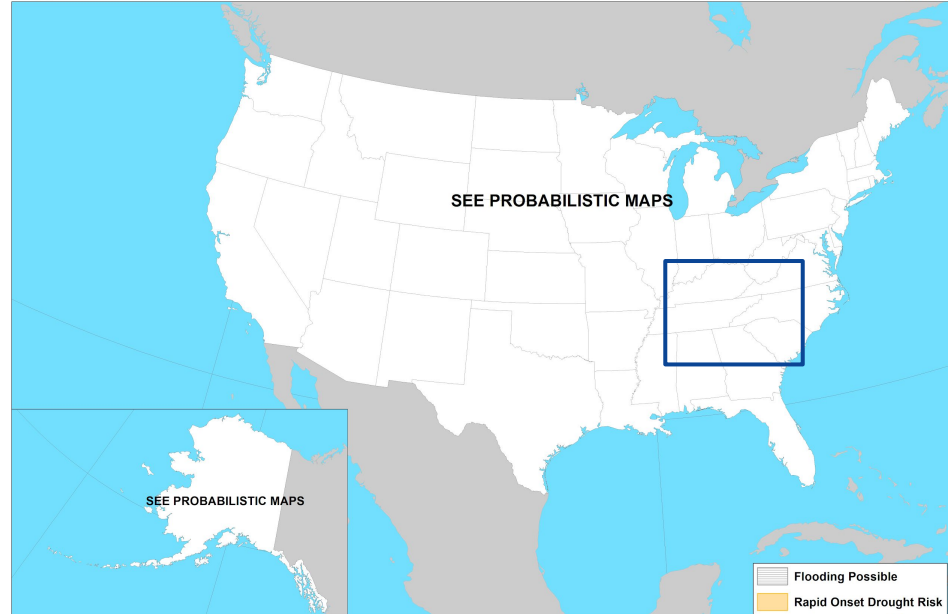 SEE PROBABILISTIC MAPS
SEE PROBABILISTIC MAPS
Flooding Possible
Rapid Onset Drought Risk